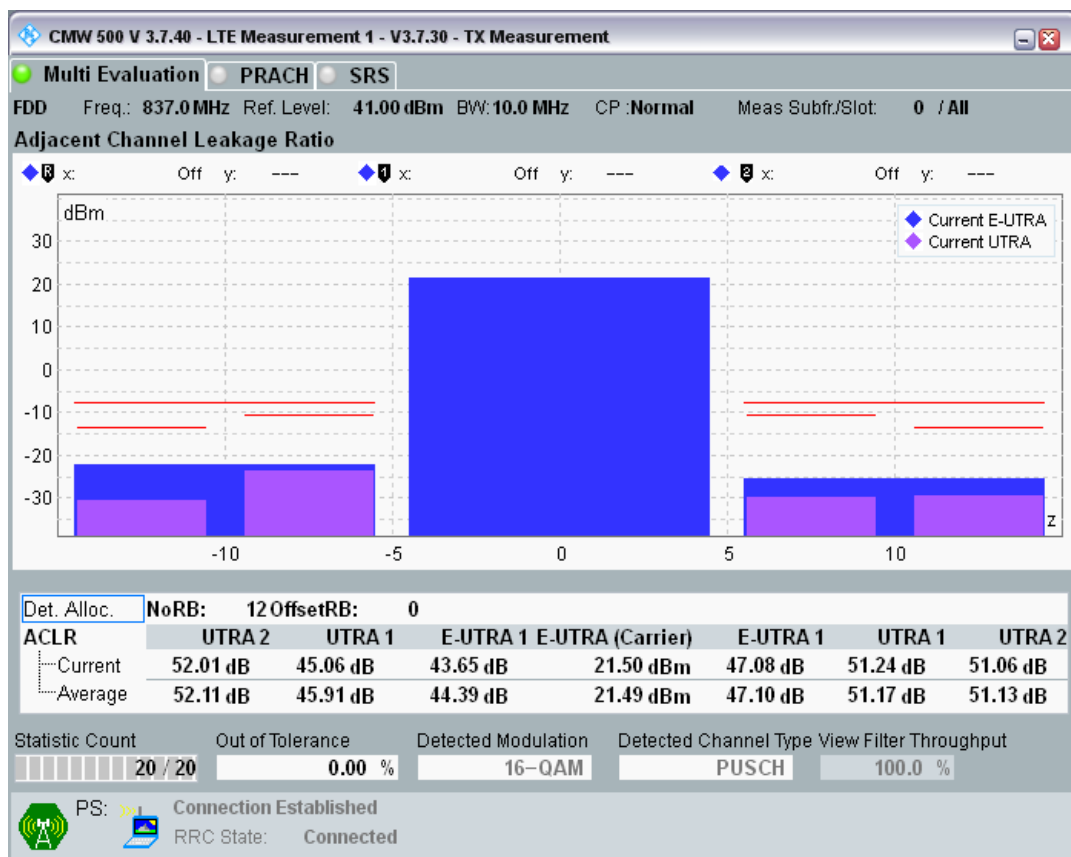 CMW 500 V 3.7.40 - LTE Measurement 1 - V3.7.30 - TX Measurement
Multi Evaluation PRACH SRS
FDD Freq.: 837.0 MHz Ref. Level: 41.00 dBm BW: 10.0 MHz CP :Normal Meas Subfr./Slot: 0 / All
Adjacent Channel Leakage Ratio
R x: Off y: --- 1 x: Off y: --- 2 x: Off y: ---
dBm
Current E-UTRA
Current UTRA
30
20
10
0
-10
-20
-30
z
-10 -5 0 5 10
Det. Alloc. NoRB: 12 OffsetRB: 0
ACLR UTRA 2 UTRA 1 E-UTRA 1 E-UTRA (Carrier) E-UTRA 1 UTRA 1 UTRA 2
Current 52.01 dB 45.06 dB 43.65 dB 21.50 dBm 47.08 dB 51.24 dB 51.06 dB
Average 52.11 dB 45.91 dB 44.39 dB 21.49 dBm 47.10 dB 51.17 dB 51.13 dB
Statistic Count Out of Tolerance Detected Modulation Detected Channel Type View Filter Throughput
20 / 20 0.00 % 16-QAM PUSCH 100.0 %
PS: Connection Established
RRC State: Connected